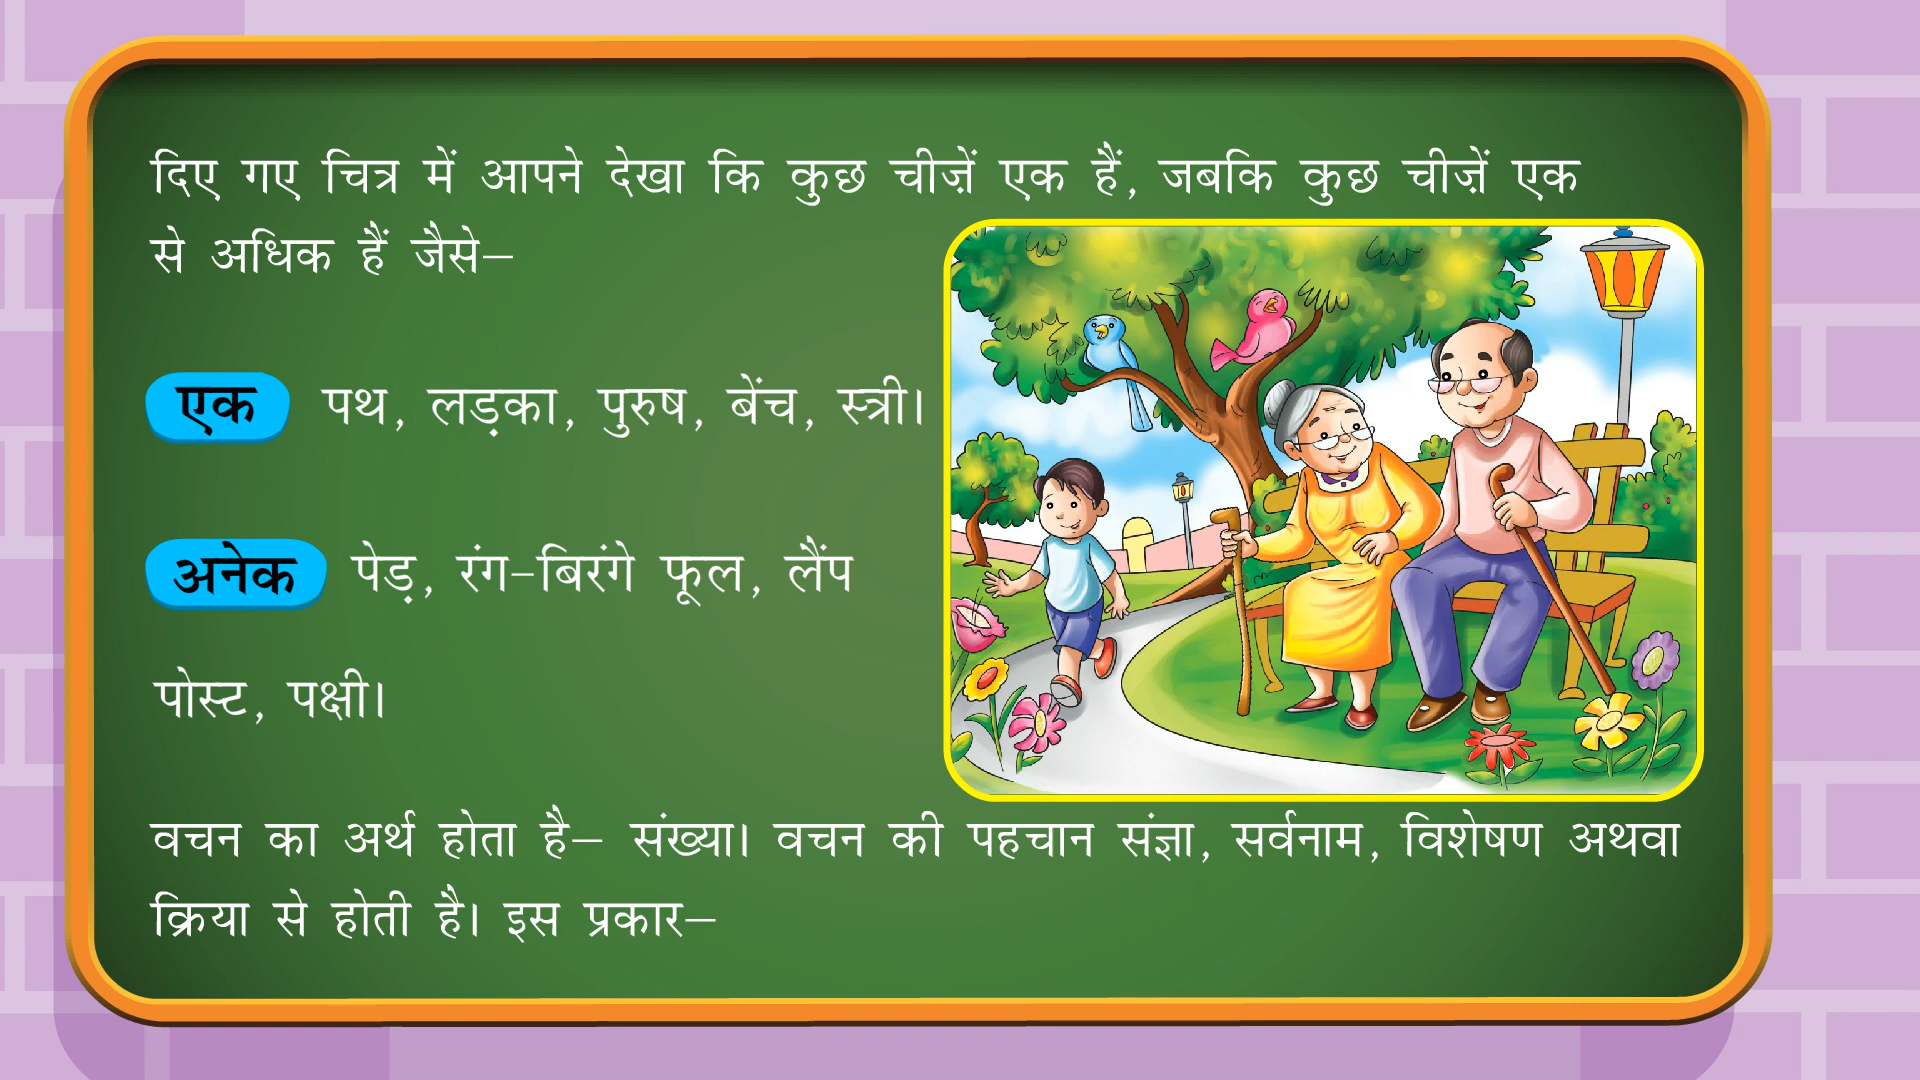 दिए गए चित्र में आपने देखा कि कुछ चीज़ें एक हैं, जबकि कुछ चीज़ें एक
से अधिक हैं जैसे–
एक पथ, लड़का, पुरुष, बेंच, स्त्री।
अनेक पेड़, रंग-बिरंगे फूल, लैंप
पोस्ट, पक्षी।
वचन का अर्थ होता है– संख्या। वचन की पहचान संज्ञा, सर्वनाम, विशेषण अथवा
क्रिया से होती है। इस प्रकार–